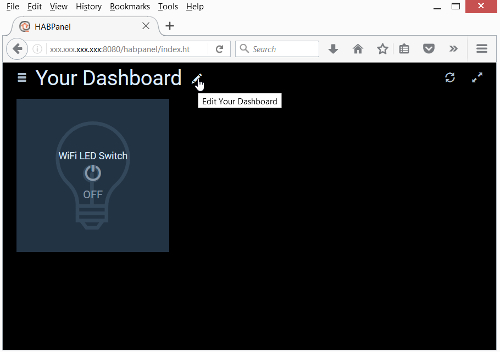 File Edit View History Bookmarks Tools Help
HABPanel
xxx.xxx.xxx.xxx:8080/habpanel/index.ht
Search
Your Dashboard
Edit Your Dashboard
WiFi LED Switch
OFF